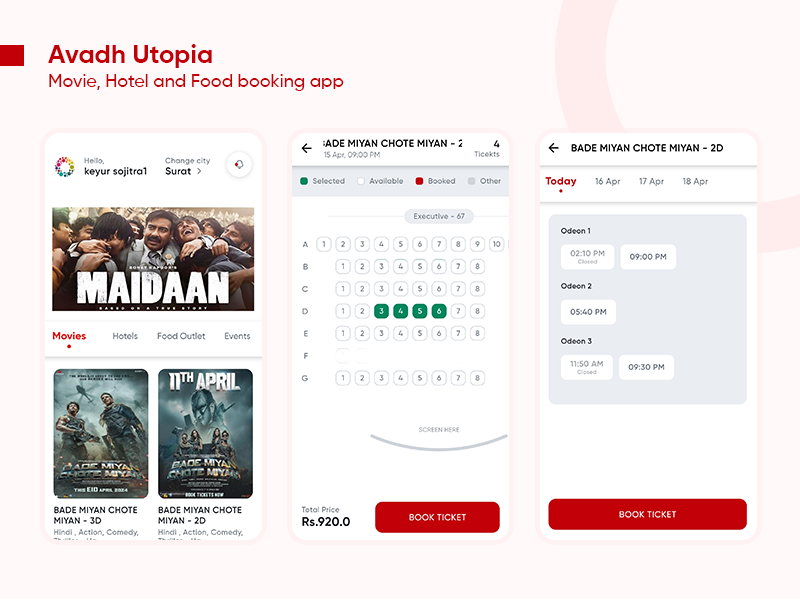 Avadh Utopia
Movie, Hotel and Food booking app
Hello,
keyur sojitra1
Change city
Surat >
MAIDAAN
BASED ON A TRUE STORY
Movies Hotels Food Outlet Events
BADE MIYAN
CHOTE MIYAN
THIS EID APRIL 2024
11TH APRIL
BADE MIYAN
CHOTE MIYAN
BOOK TICKETS NOW
BADE MIYAN CHOTE
MIYAN - 3D
Hindi , Action, Comedy,
BADE MIYAN CHOTE
MIYAN - 2D
Hindi , Action, Comedy,
BADE MIYAN CHOTE MIYAN - 2
15 Apr, 09:00 PM
4
Ticekts
Selected Available Booked Other
Executive - 67
A 1 2 3 4 5 6 7 8 9 10
B 1 2 3 4 5 6 7 8
C 1 2 3 4 5 6 7 8
D 1 2 3 4 5 6 7 8
E 1 2 3 4 5 6 7 8
F
G 1 2 3 4 5 6 7 8
SCREEN HERE
Total Price
Rs.920.0
BOOK TICKET
BADE MIYAN CHOTE MIYAN - 2D
Today 16 Apr 17 Apr 18 Apr
Odeon 1
02:10 PM
Closed
09:00 PM
Odeon 2
05:40 PM
Odeon 3
11:50 AM
Closed
09:30 PM
BOOK TICKET